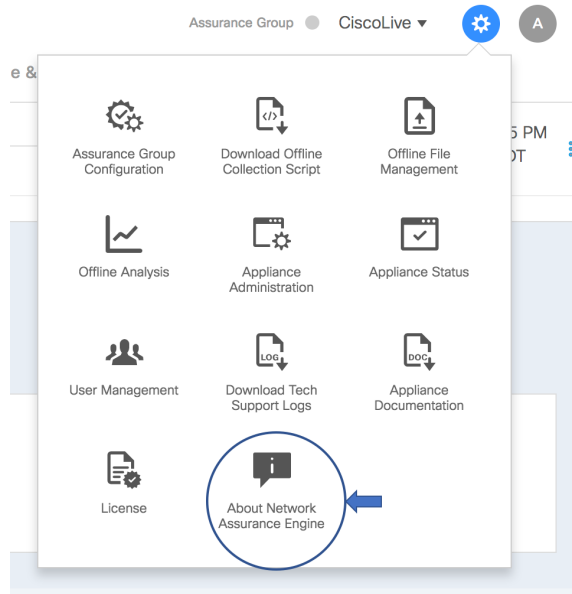 Assurance Group CiscoLive
A
e &
Assurance Group
Configuration
Download Offline
Collection Script
Offline File
Management
5 PM
DT
Offline Analysis
Appliance
Administration
Appliance Status
User Management
LOG
Download Tech
Support Logs
DOC
Appliance
Documentation
License
i
About Network
Assurance Engine